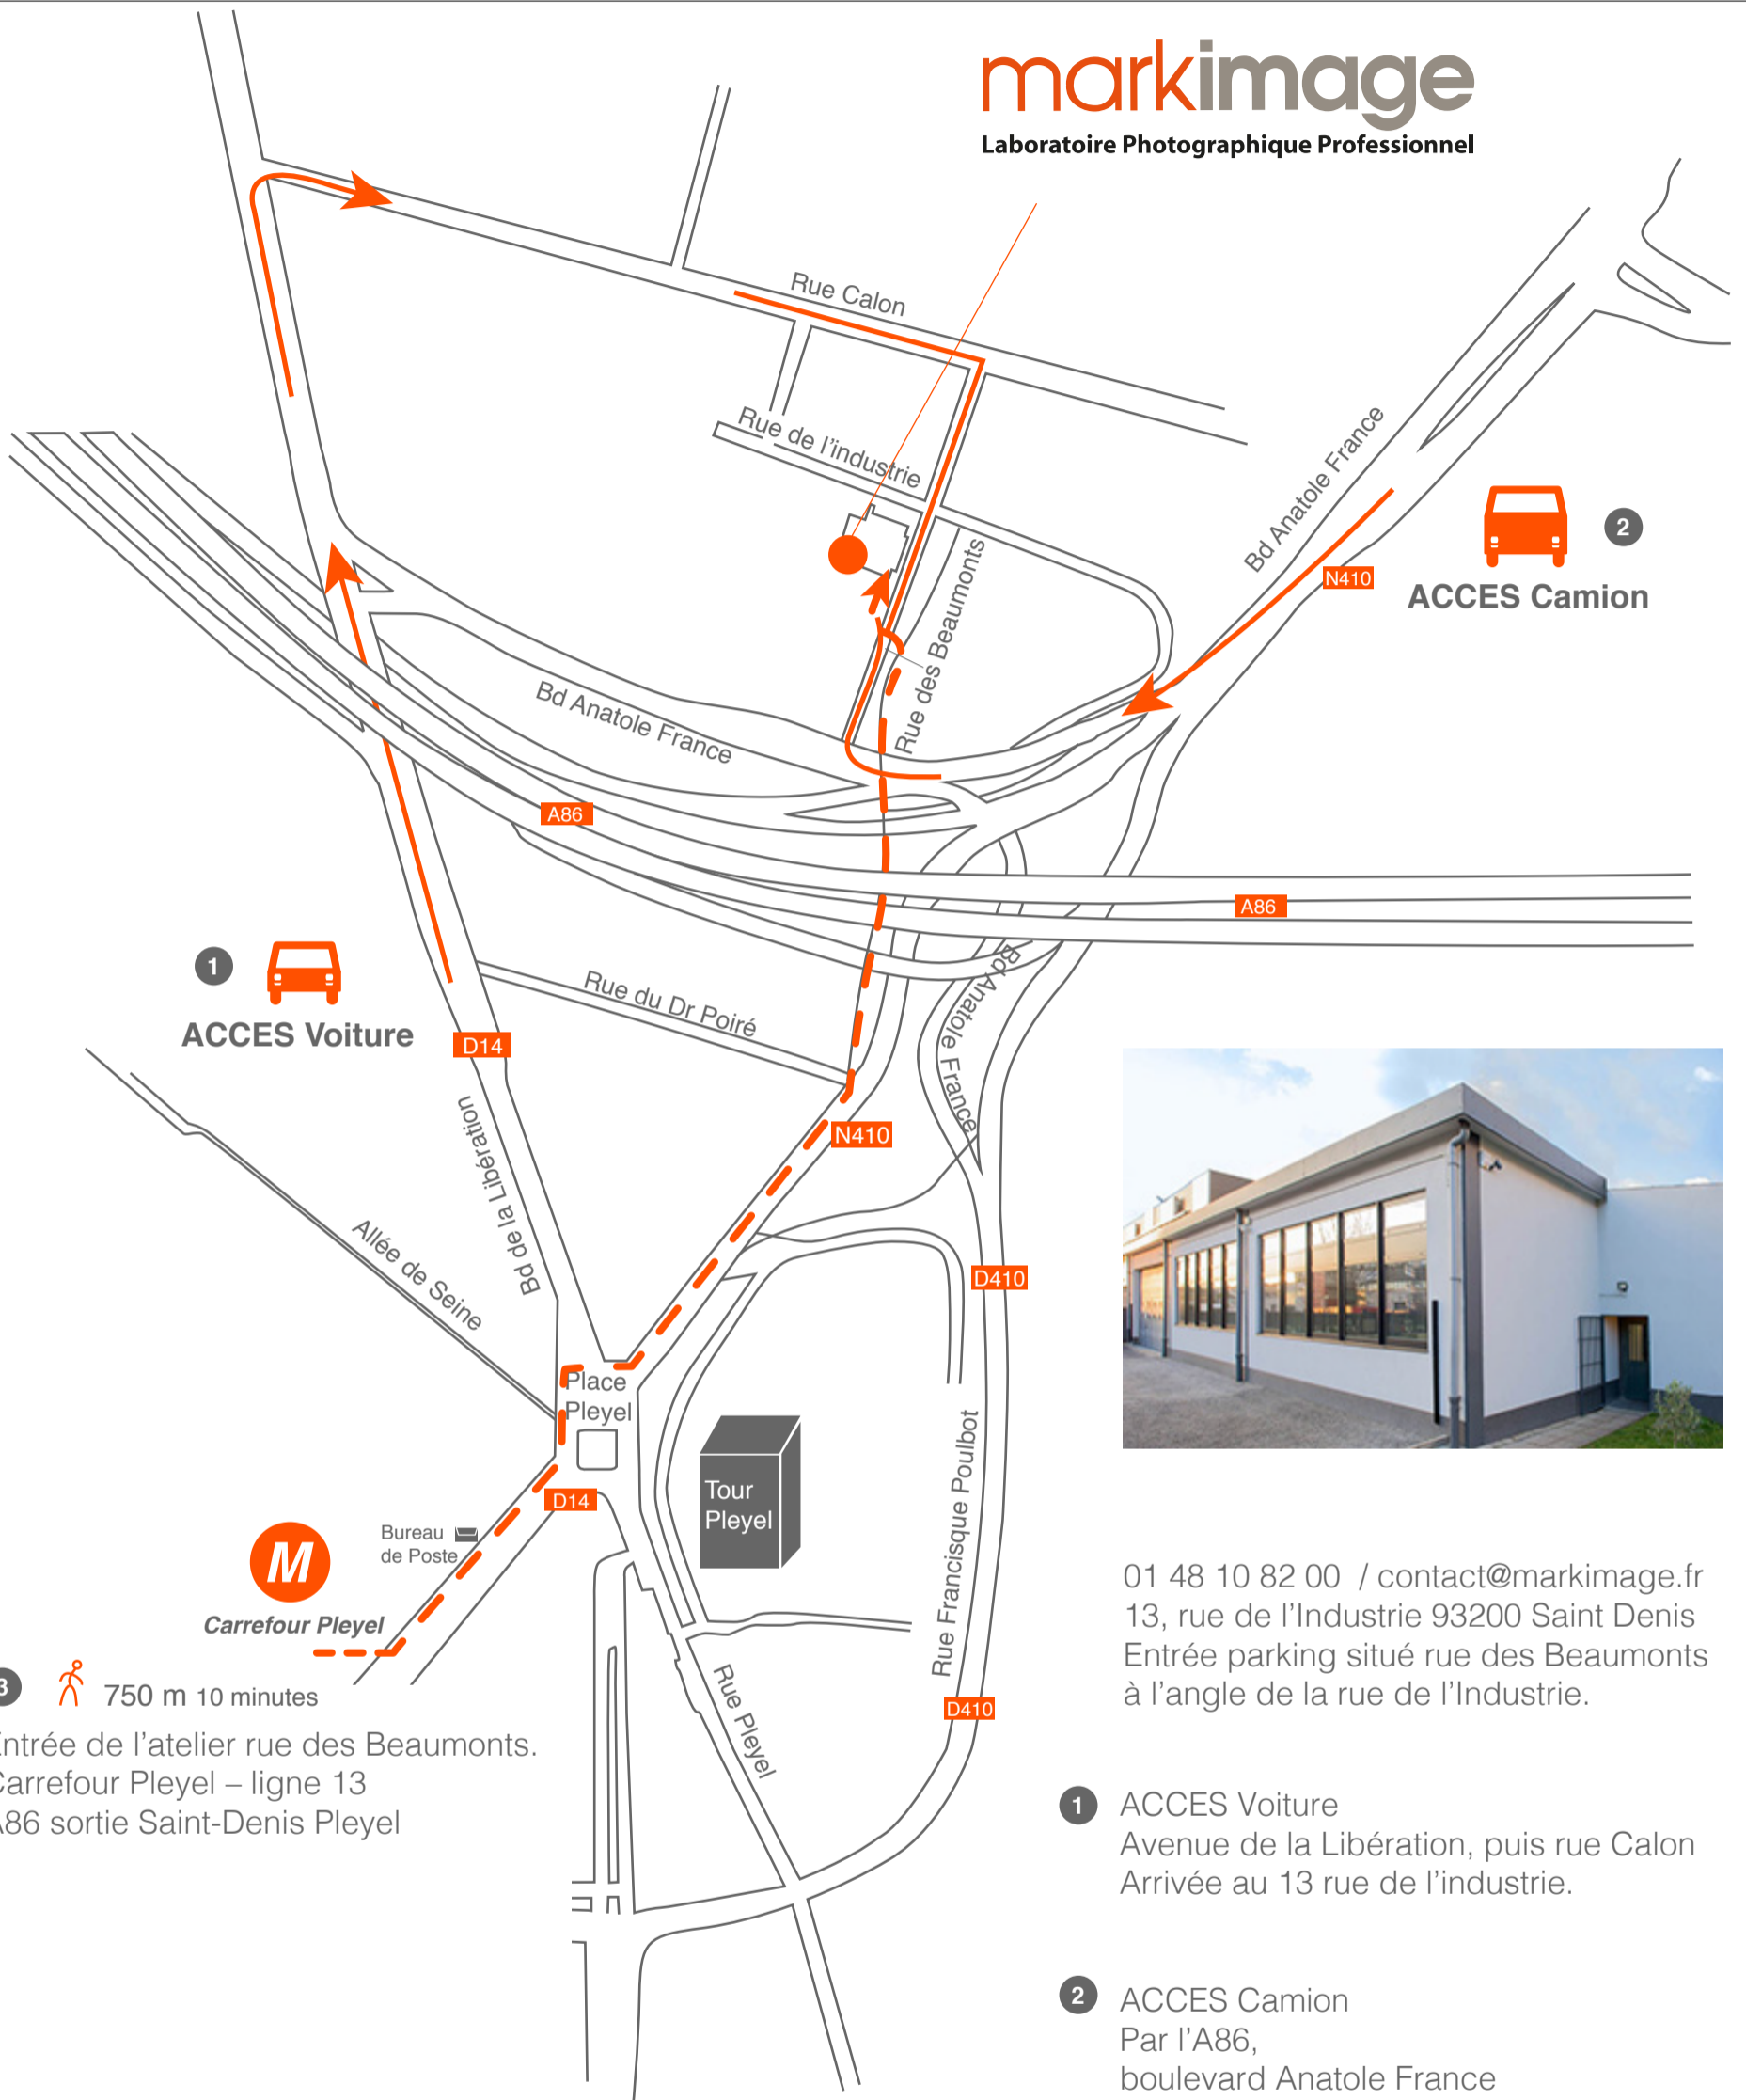 markimage
Laboratoire Photographique Professionnel
Rue Calon
Rue de l'industrie
Bd Anatole France
2
N410
ACCES Camion
Rue des Beaumonts
Bd Anatole France
A86
A86
1
ACCES Voiture
Rue du Dr Poiré
Bd Anatole France
D14
Bd de la Libération
N410
Allée de Seine
D410
Place
Pleyel
Tour
Pleyel
D14
Bureau
de Poste
M
Carrefour Pleyel
Rue Francisque Poulbot
01 48 10 82 00 / contact@markimage.fr
13, rue de l'Industrie 93200 Saint Denis
Entrée parking situé rue des Beaumonts
à l'angle de la rue de l'Industrie.
3
750 m 10 minutes
Rue Pleyel
D410
Entrée de l'atelier rue des Beaumonts.
Carrefour Pleyel – ligne 13
A86 sortie Saint-Denis Pleyel
1
ACCES Voiture
Avenue de la Libération, puis rue Calon
Arrivée au 13 rue de l'industrie.
2
ACCES Camion
Par l'A86,
boulevard Anatole France